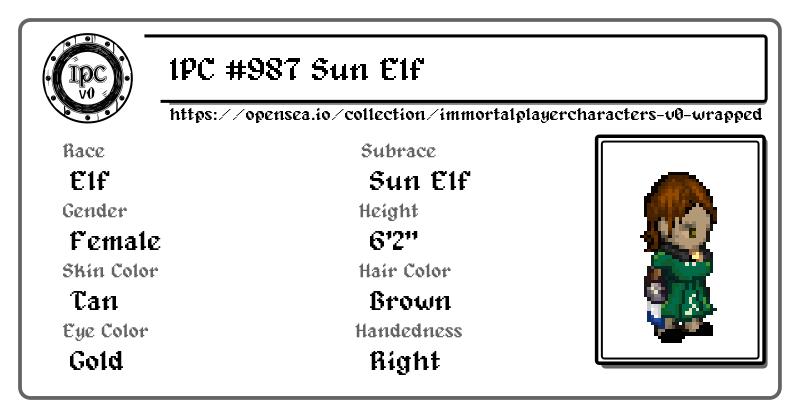 IPC v0
IPC #987 Sun Elf
https://opensea.io/collection/immortalplayercharacters-v0-wrapped
Race
Subrace
Elf
Sun Elf
Gender
Height
Female
6'2"
Skin Color
Hair Color
Tan
Brown
Eye Color
Handedness
Gold
Right